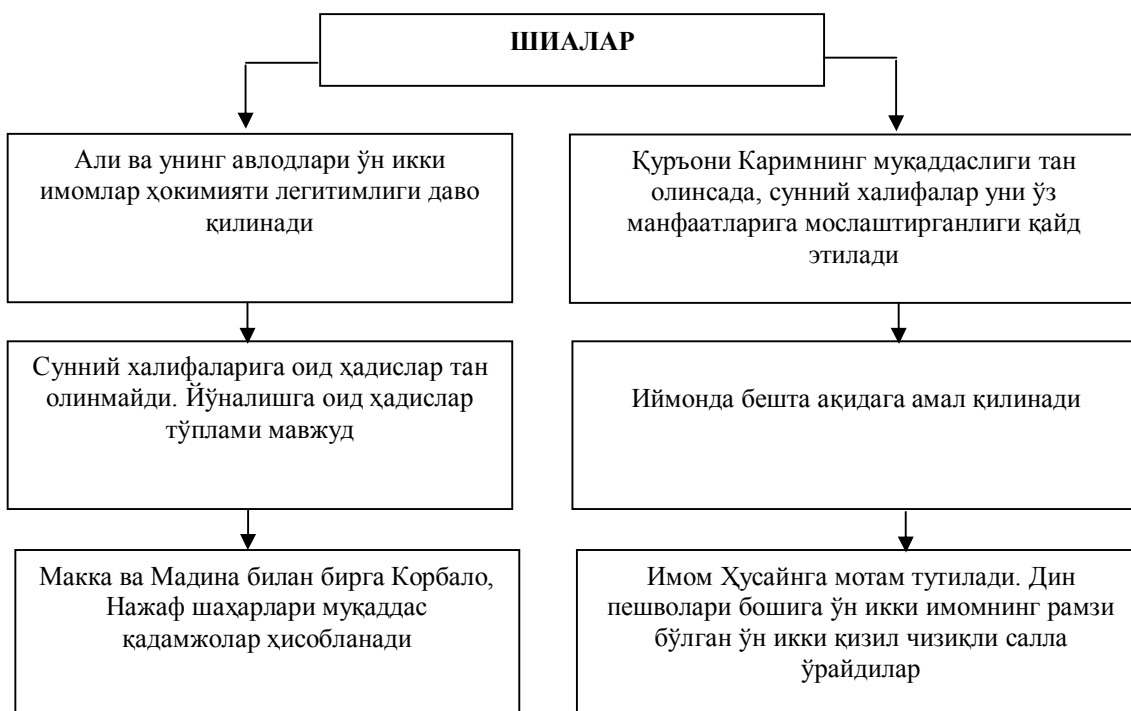 ШИАЛАР
Али ва унинг авлодлари ўн икки
имомлар ҳокимияти легитимлиги даво
қилинади
Қуръони Каримнинг муқаддаслиги тан
олинсада, сунний халифалар уни ўз
манфаатларига мослаштирганлиги қайд
этилади
Сунний халифаларига оид ҳадислар тан
олинмайди. Йўналишга оид ҳадислар
тўплами мавжуд
Иймонда бешта ақидага амал қилинади
Макка ва Мадина билан бирга Корбало,
Нажаф шаҳарлари муқаддас
қадамжолар ҳисобланади
Имом Ҳусайнга мотам тутилади. Дин
пешволари бошига ўн икки имомнинг рамзи
бўлган ўн икки қизил чизиқли салла
ўрайдилар